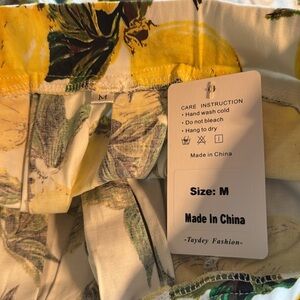 M
CARE INSTRUCTION
• Hand wash cold
• Do not bleach
• Hang to dry
Made in China
Size: M
Made In China
-Taydey Fashion-